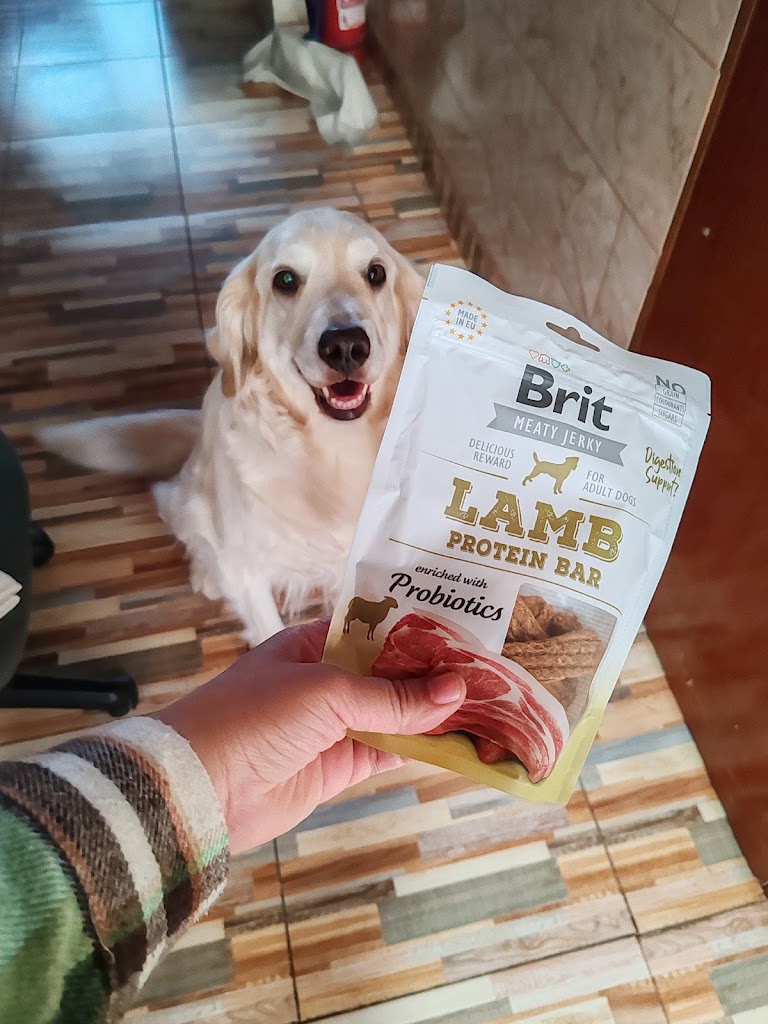 MADE
IN EU
Brit
MEATY JERKY
NO
GRAIN
COLOURANTS
SUGARS
DELICIOUS
REWARD
FOR
ADULT DOGS
Digestion
Support!
LAMB
PROTEIN BAR
enriched with
Probiotics